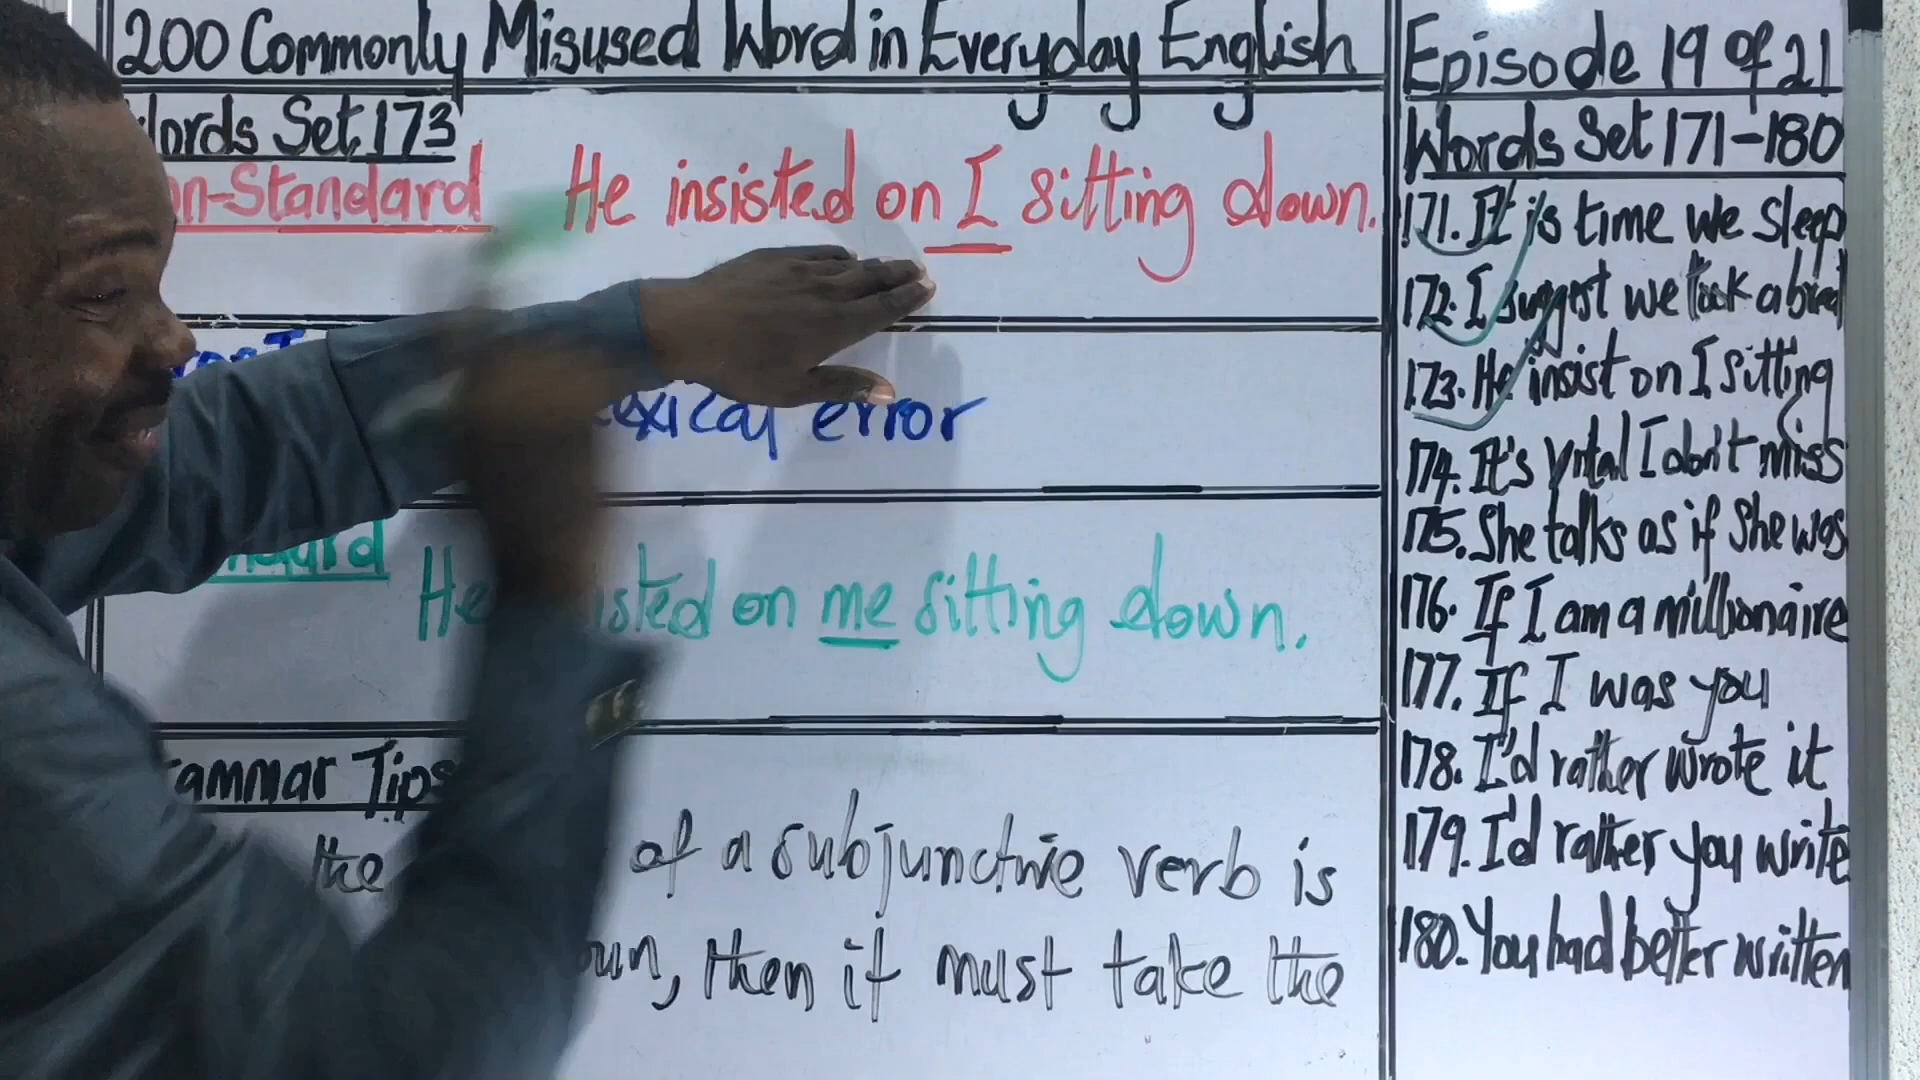 200 Commonly Misused Word in Everyday English
Words Set 173
Non-Standard He insisted on I sitting down.
Lexical error
Standard He insisted on me sitting down.
Grammar Tips
the of a subjunctive verb is
then it must take the
Episode 19 of 21
Words Set 171-180
171. It is time we sleep
172. I suggest we took a
173. He insist on I sitting
174. It's vital I don't miss
175. She talks as if she was
176. If I am a millionaire
177. If I was you
178. I'd rather wrote it
179. I'd rather you write
180. You had better written